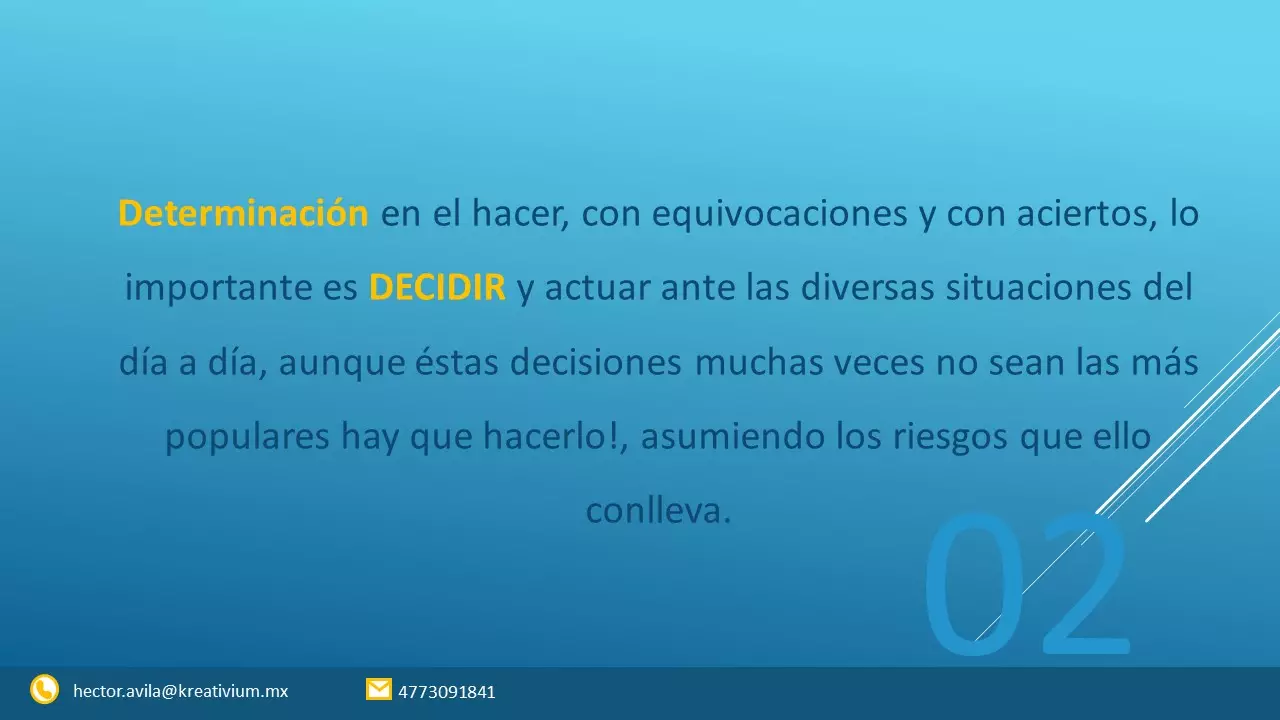 Determinación en el hacer, con equivocaciones y con aciertos, lo
importante es DECIDIR y actuar ante las diversas situaciones del
día a día, aunque éstas decisiones muchas veces no sean las más
populares hay que hacerlo!, asumiendo los riesgos que ello
conlleva.
02
hector.avila@kreativium.mx
4773091841